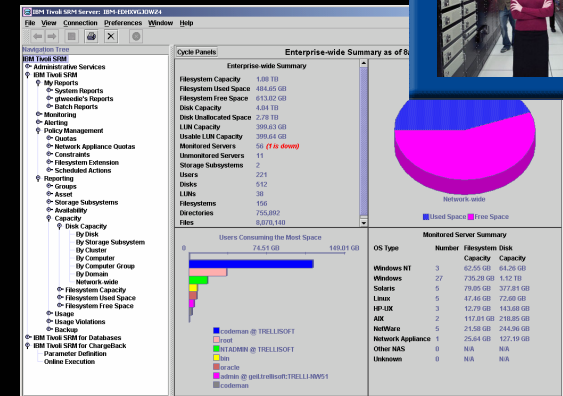 IBM Tivoli SRM Server: IBM-EDHXVGJOWZ4
File View Connection Preferences Window Help
Navigation Tree
IBM Tivoli SRM
Administrative Services
IBM Tivoli SRM
My Reports
System Reports
gtweedie's Reports
Batch Reports
Monitoring
Alerting
Policy Management
Quotas
Network Appliance Quotas
Constraints
Filesystem Extension
Scheduled Actions
Reporting
Groups
Asset
Storage Subsystems
Availability
Capacity
Disk Capacity
By Disk
By Storage Subsystem
By Cluster
By Computer
By Computer Group
By Domain
Network-wide
Filesystem Capacity
Filesystem Used Space
Filesystem Free Space
Usage
Usage Violations
Backup
IBM Tivoli SRM for Databases
IBM Tivoli SRM for ChargeBack
Parameter Definition
Online Execution
Cycle Panels
Enterprise-wide Summary as of
Enterprise-wide Summary
Filesystem Capacity 1.08 TB
Filesystem Used Space 484.65 GB
Filesystem Free Space 613.02 GB
Disk Capacity 4.84 TB
Disk Unallocated Space 2.78 TB
LUN Capacity 399.63 GB
Usable LUN Capacity 399.64 GB
Monitored Servers 56 (1 is down)
Unmonitored Servers 11
Storage Subsystems 2
Users 221
Disks 512
LUNs 38
Filesystems 156
Directories 755,092
Files 8,070,140
Network-wide
Used Space Free Space
Users Consuming the Most Space
0 74.51 GB 149.01 GB
codeman @ TRELLISOFT
root
NTADMIN @ TRELLISOFT
bin
oracle
admin @ geil.trellisoft:TRELLI-NW51
codeman
Monitored Server Summary
OS Type Number Filesystem Capacity Disk Capacity
Windows NT 3 62.55 GB 64.26 GB
Windows 27 735.20 GB 1.12 TB
Solaris 5 79.05 GB 377.81 GB
Linux 5 47.46 GB 72.68 GB
HP-UX 3 12.79 GB 143.68 GB
AIX 2 117.01 GB 218.85 GB
NetWare 5 21.58 GB 244.96 GB
Network Appliance 1 25.64 GB 127.19 GB
Other NAS 0 N/A N/A
Unknown 0 N/A N/A